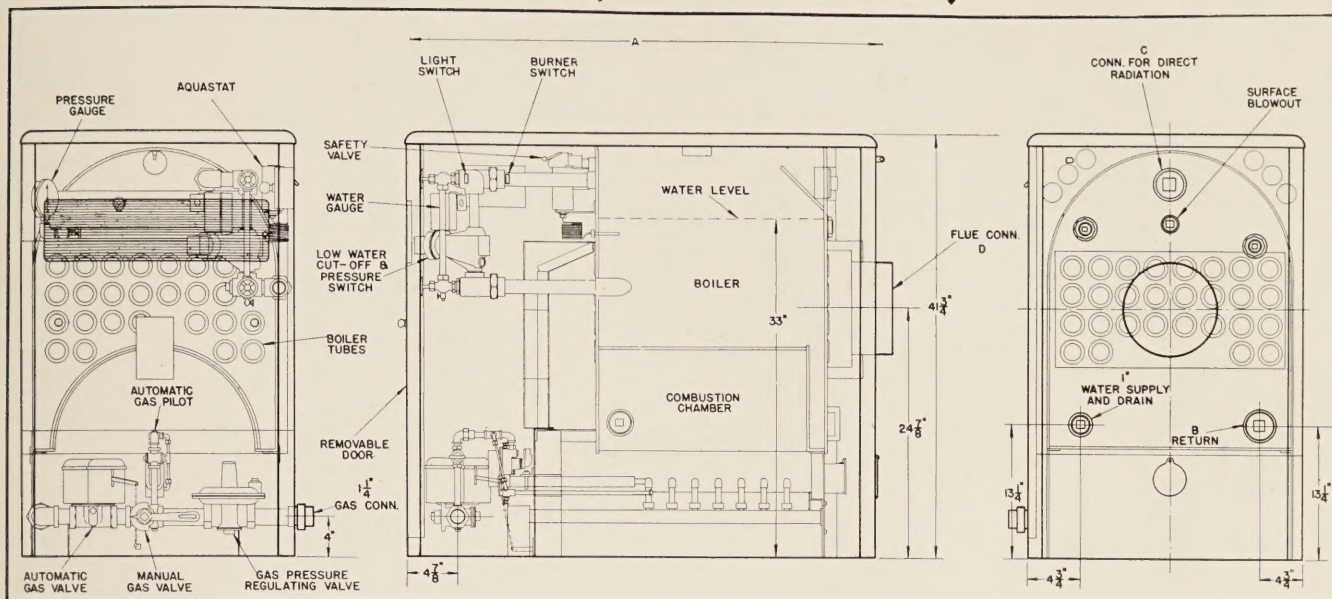 PRESSURE
GAUGE
AQUASTAT
AUTOMATIC
GAS PILOT
BOILER
TUBES
1 1/4"
GAS CONN.
4"
AUTOMATIC
GAS VALVE
MANUAL
GAS VALVE
GAS PRESSURE
REGULATING VALVE
A
LIGHT
SWITCH
BURNER
SWITCH
SAFETY
VALVE
WATER
GAUGE
LOW WATER
CUT-OFF &
PRESSURE
SWITCH
REMOVABLE
DOOR
WATER LEVEL
BOILER
33"
COMBUSTION
CHAMBER
FLUE CONN.
D
41 3/4"
24 7/8"
4 7/8"
C
CONN. FOR DIRECT
RADIATION
SURFACE
BLOWOUT
1"
WATER SUPPLY
AND DRAIN
B
RETURN
13 1/4"
13 1/4"
4 3/4"
4 3/4"